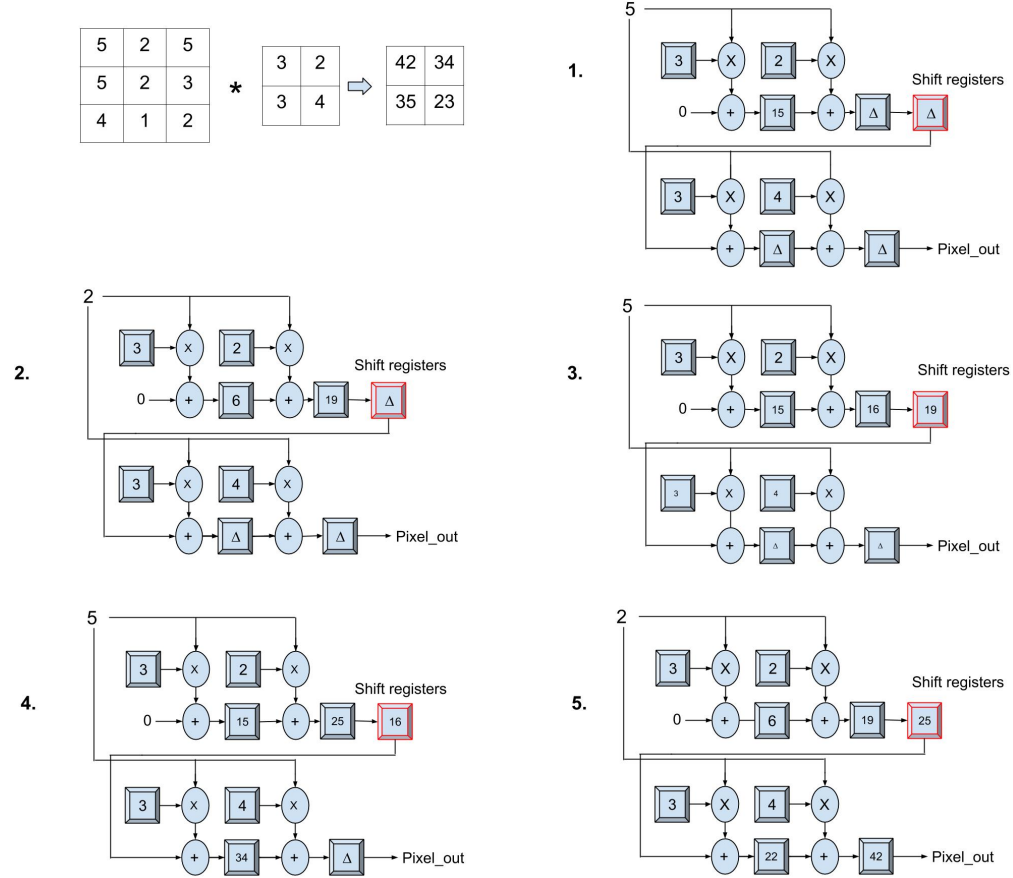 5 2 5
5 2 3
4 1 2
*
3 2
3 4
42 34
35 23
1.
5
3 X 2 X
Shift registers
0 + 15 + Δ Δ
3 X 4 X
+ Δ + Δ Pixel_out
2.
2
3 X 2 X
Shift registers
0 + 6 + 19 Δ
3 X 4 X
+ Δ + Δ Pixel_out
3.
5
3 X 2 X
Shift registers
0 + 15 + 16 19
3 X 4 X
+ Δ + Δ Pixel_out
4.
5
3 X 2 X
Shift registers
0 + 15 + 25 16
3 X 4 X
+ 34 + Δ Pixel_out
5.
2
3 X 2 X
Shift registers
0 + 6 + 19 25
3 X 4 X
+ 22 + 42 Pixel_out